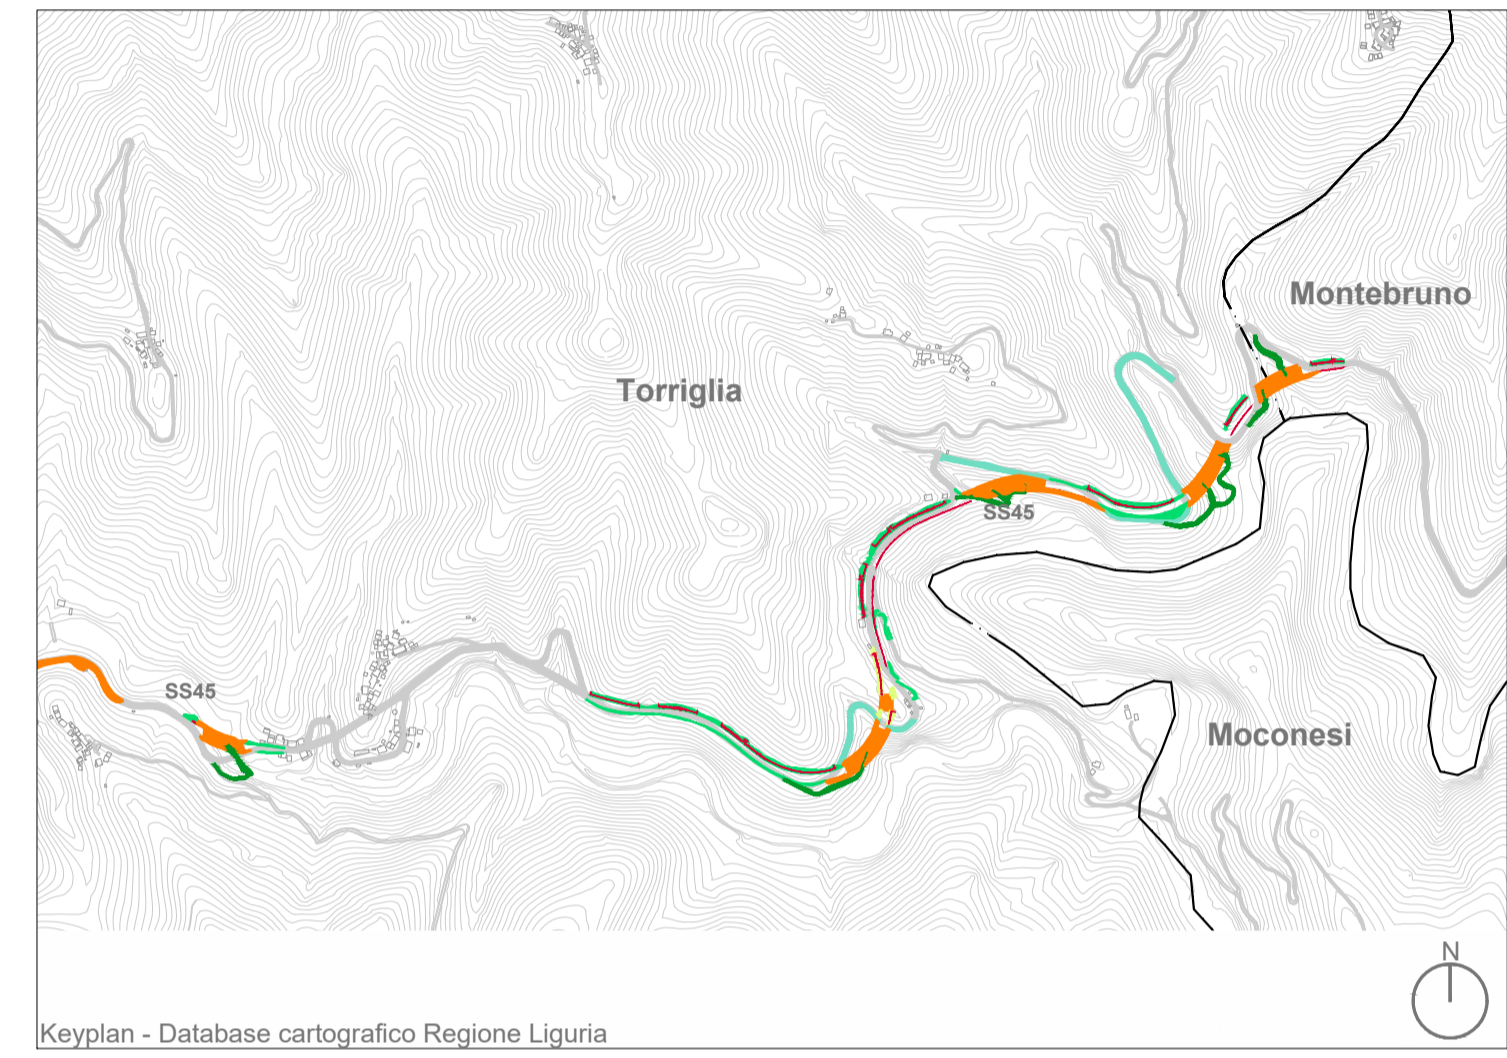 Montebruno
Torriglia
SS45
SS45
Moconesi
N
Keyplan - Database cartografico Regione Liguria